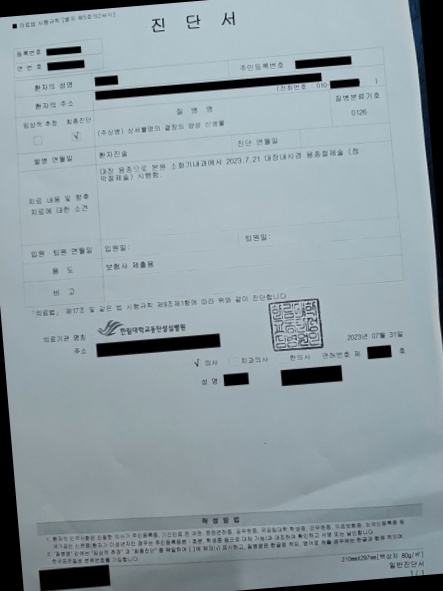 ■ 의료법 시행규칙 [별지 제5호의2서식]
진 단 서
등록번호
연 번 호
환자의 성명
주민등록번호
환자의 주소
(전화번호 010- )
임상적 추정 최종진단
질 병 명
질병분류기호
√
(주상병) 상세불명의 결장의 양성 신생물
0126
발병 연월일
환자진술
진단 연월일
치료 내용 및 향후
치료에 대한 소견
대장 용종으로 본원 소화기내과에서 2023.7.21 대장내시경 용종절제술 (점
막절제술) 시행함.
입원·퇴원 연월일
입원일:
퇴원일:
용 도
보험사 제출용
비 고
「의료법」 제17조 및 같은 법 시행규칙 제9조제1항에 따라 위와 같이 진단합니다.
2023년 07월 31일
의료기관 명칭
한림대학교동탄성심병원
주소
√ 의사 치과의사 한의사 면허번호 제 호
성 명
작 성 방 법
210mm×297mm[백상지 80g/㎡]
일반진단서
1 / 1